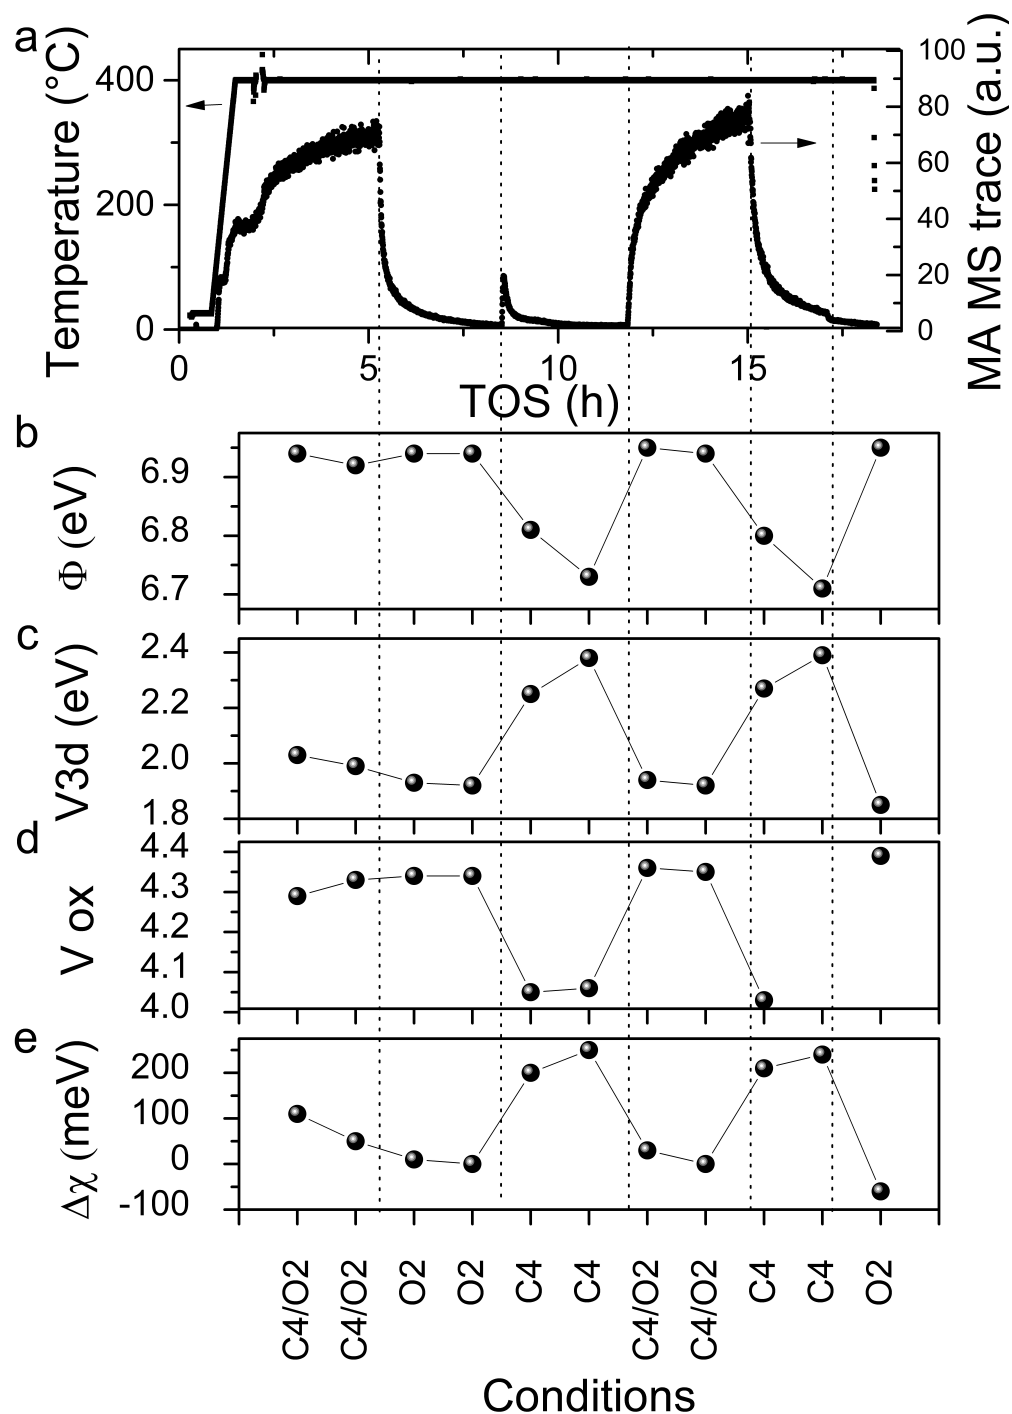 a
Temperature (°C)
400
200
0
100
80
60
40
20
0
MA MS trace (a.u.)
0 5 10 15
TOS (h)
b
Φ (eV)
6.9
6.8
6.7
c
V3d (eV)
2.4
2.2
2.0
1.8
d
V ox
4.4
4.3
4.2
4.1
4.0
e
Δχ (meV)
200
100
0
-100
C4/O2
C4/O2
O2
O2
C4
C4
C4/O2
C4/O2
C4
C4
O2
Conditions